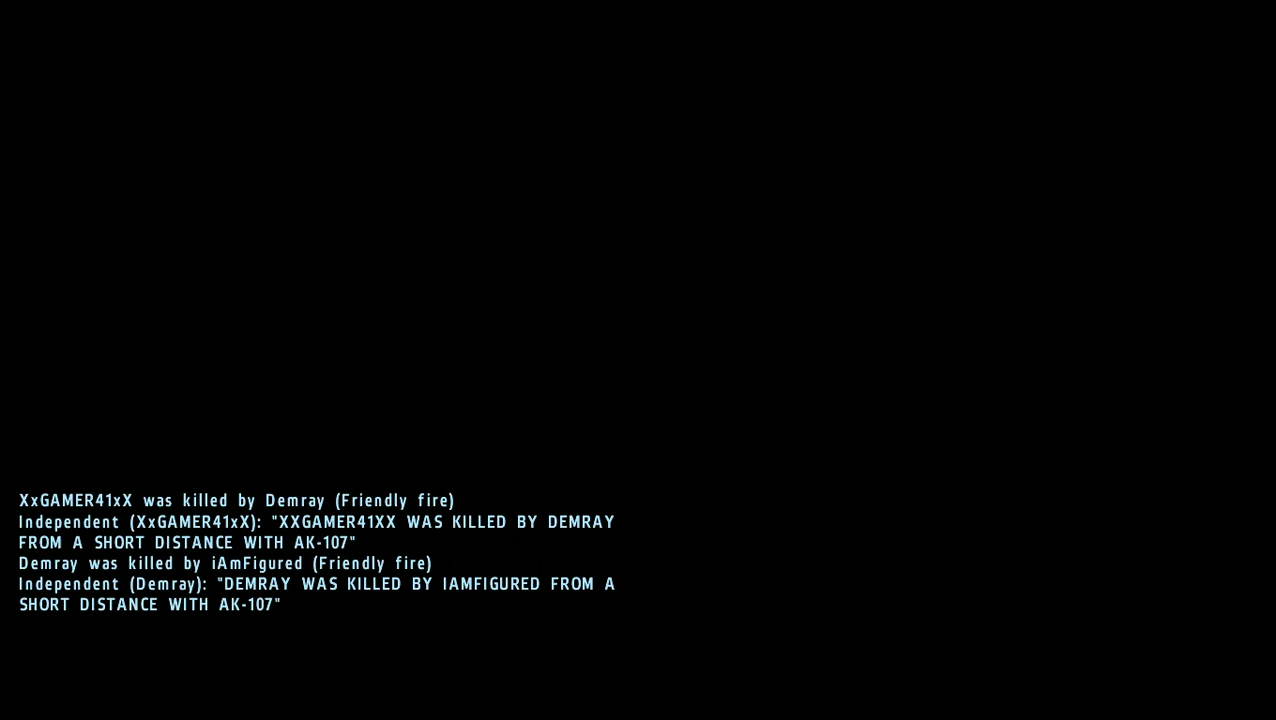 XxGAMER41xX was killed by Demray (Friendly fire)
Independent (XxGAMER41xX): "XXGAMER41XX WAS KILLED BY DEMRAY
FROM A SHORT DISTANCE WITH AK-107"
Demray was killed by iAmFigured (Friendly fire)
Independent (Demray): "DEMRAY WAS KILLED BY IAMFIGURED FROM A
SHORT DISTANCE WITH AK-107"